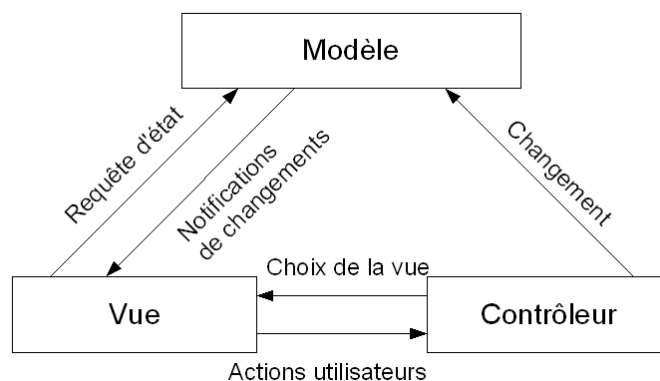 Modèle
Requête d'état
Notifications
de changements
Changement
Choix de la vue
Vue
Contrôleur
Actions utilisateurs